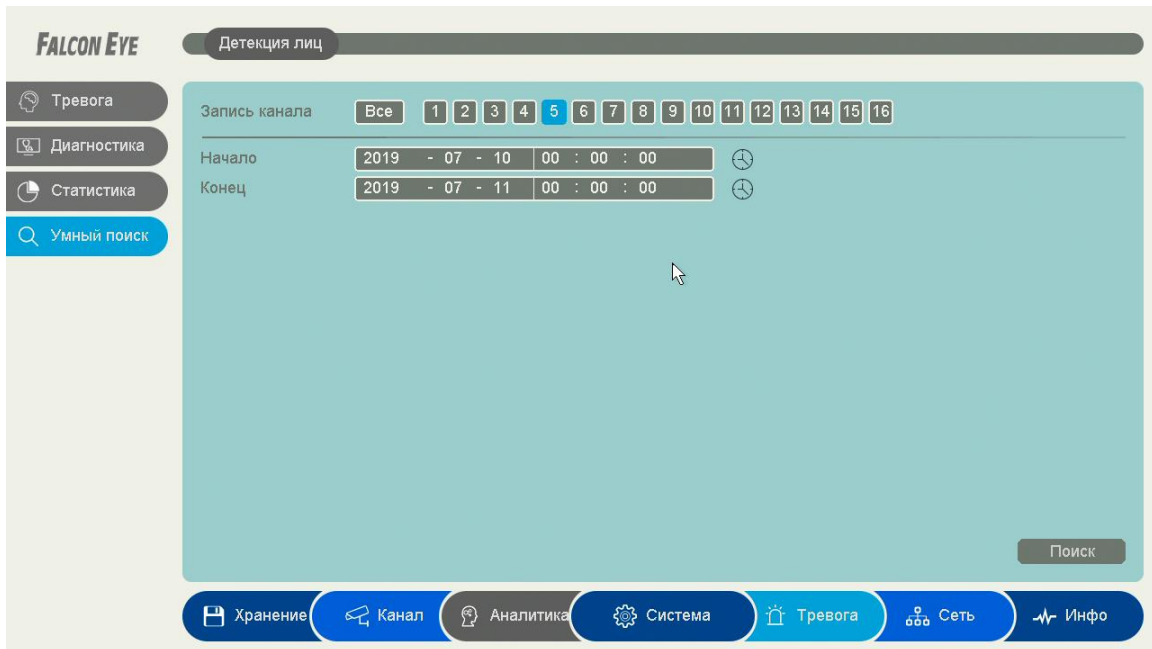 FALCON EYE
Детекция лиц
Тревога
Диагностика
Статистика
Умный поиск
Запись канала Все 1 2 3 4 5 6 7 8 9 10 11 12 13 14 15 16
Начало 2019 - 07 - 10 00 : 00 : 00
Конец 2019 - 07 - 11 00 : 00 : 00
Поиск
Хранение Канал Аналитика Система Тревога Сеть Инфо